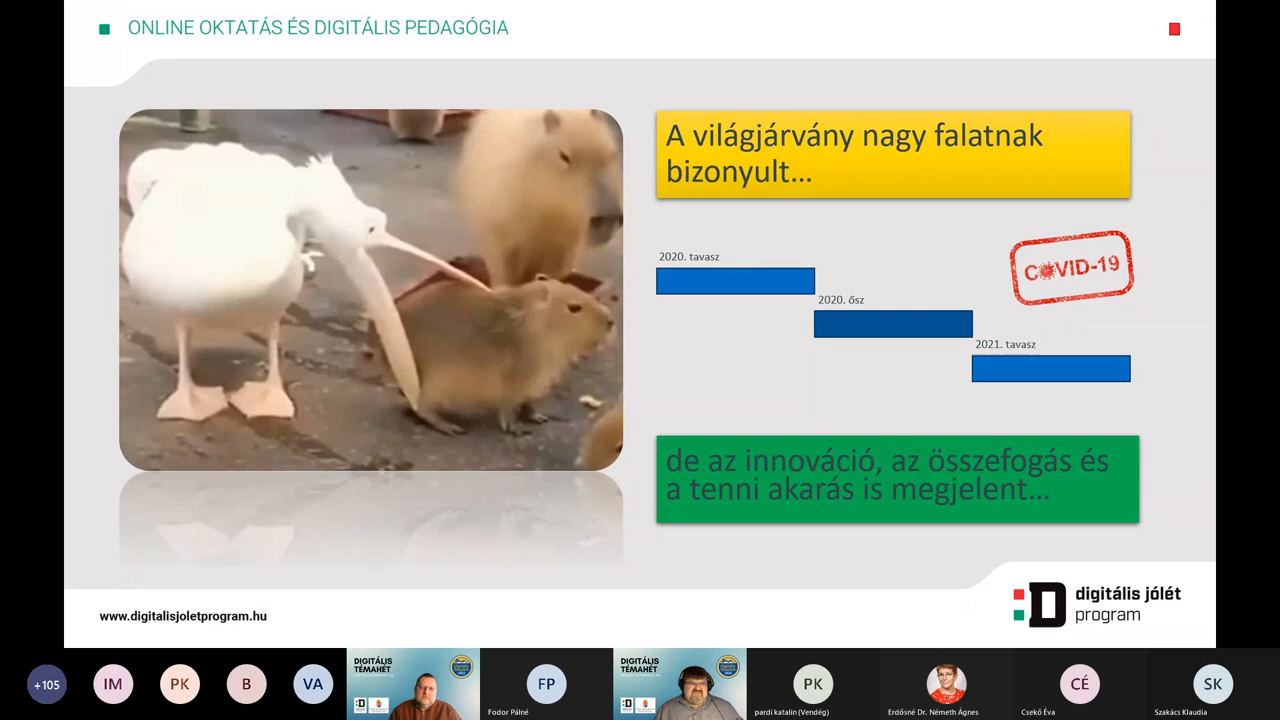 ONLINE OKTATÁS ÉS DIGITÁLIS PEDAGÓGIA
A világjárvány nagy falatnak
bizonyult...
2020. tavasz
COVID-19
2020. ősz
2021. tavasz
de az innováció, az összefogás és
a tenni akarás is megjelent...
www.digitalisjoletprogram.hu
digitális jólét
program
+105
IM
PK
B
VA
DIGITÁLIS
TÉMAHÉT
FP
Fodor Pálné
DIGITÁLIS
TÉMAHÉT
PK
pardi katalin (Vendég)
Erdősné Dr. Németh Ágnes
CÉ
Csekő Éva
SK
Szakács Klaudia